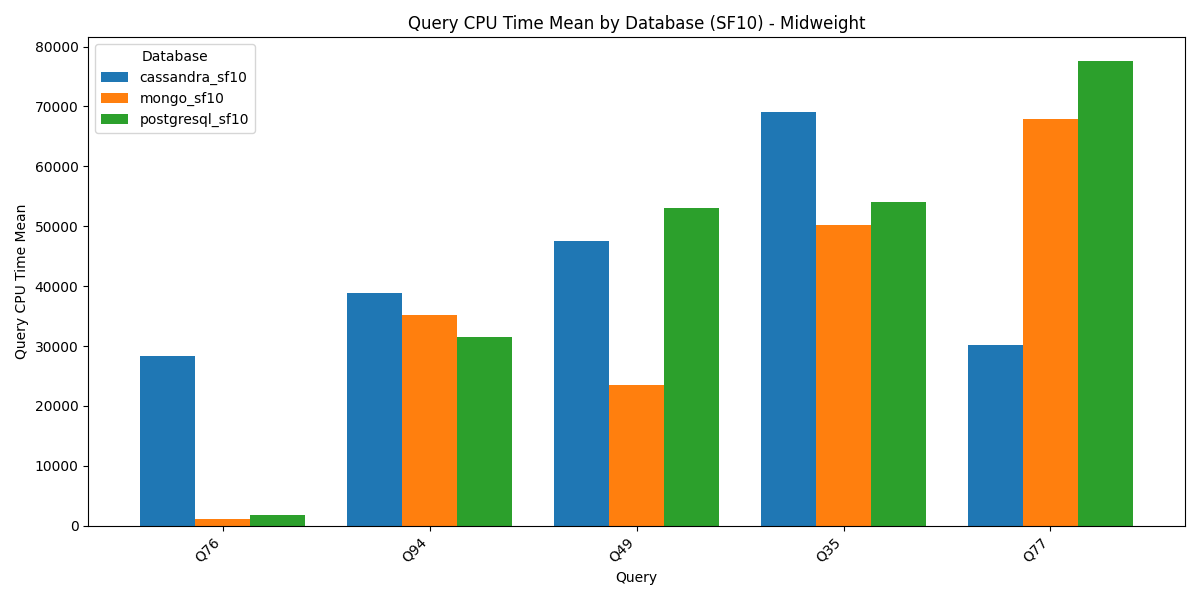 Query CPU Time Mean by Database (SF10) - Midweight
Database
cassandra_sf10
mongo_sf10
postgresql_sf10
Query CPU Time Mean
80000
70000
60000
50000
40000
30000
20000
10000
0
Q76
Q94
Q49
Q35
Q77
Query